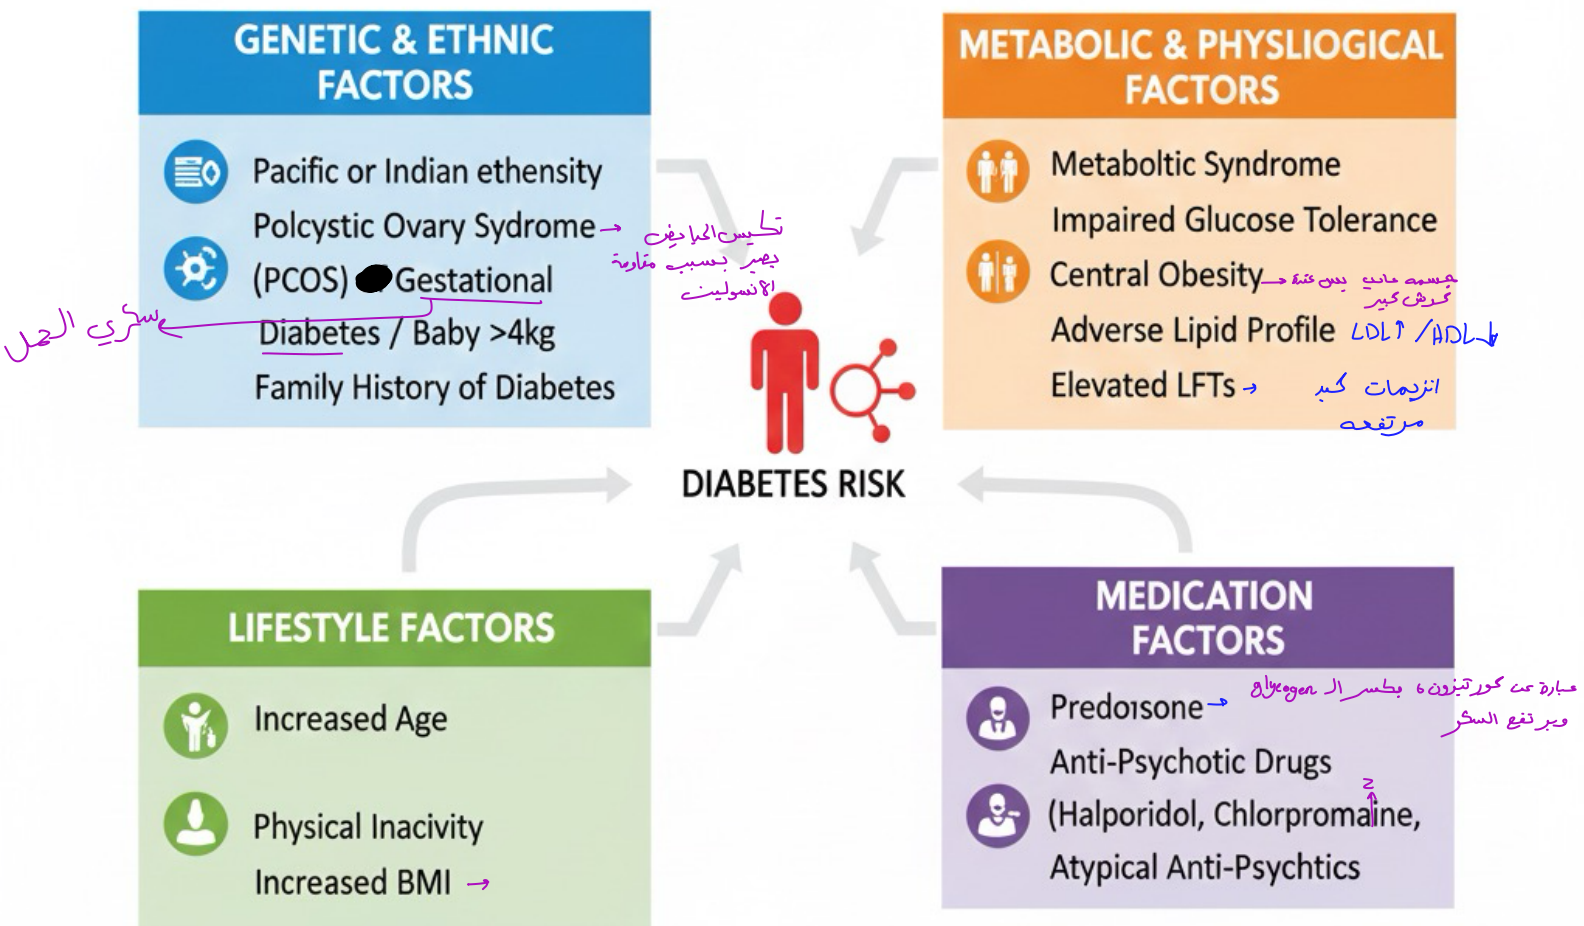 GENETIC & ETHNIC
FACTORS
Pacific or Indian ethensity
Polcystic Ovary Sydrome → تكيس المبايض
يصير بسبب مقاومة
الانسولين
(PCOS) Gestational
سكري الحمل
Diabetes / Baby >4kg
Family History of Diabetes
METABOLIC & PHYSLIOGICAL
FACTORS
Metaboltic Syndrome
Impaired Glucose Tolerance
Central Obesity → جسمه بس عنده
كرش كبير
Adverse Lipid Profile LDL↑ / HDL↓
Elevated LFTs → انزيمات كبد
مرتفعه
DIABETES RISK
LIFESTYLE FACTORS
Increased Age
Physical Inacivity
Increased BMI →
MEDICATION
FACTORS
Predoisone → عبارة عن كورتيزون، بكسر ال glycogen
وبرتفع السكر
Anti-Psychotic Drugs
z
(Halporidol, Chlorpromaine,
Atypical Anti-Psychtics